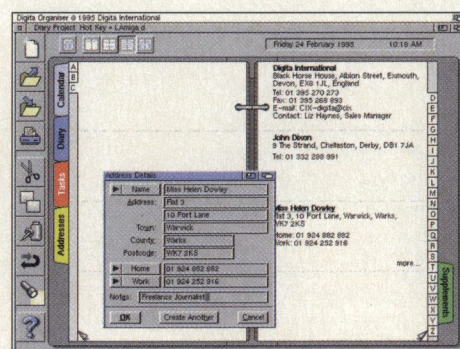 Digita Organiser © 1995 Digita International
Diary Project Hot Key = LAmiga d
Friday 24 February 1995 10:18 AM
Calendar
Diary
Tasks
Addresses
A
B
C
Digita International
Black Horse House, Albion Street, Exmouth,
Devon, EX8 1JL, England
Tel: 01 395 270 273
Fax: 01 395 268 893
E-mail: CIX-digita@cix
Contact: Liz Haynes, Sales Manager
John Dixon
9 The Strand, Chellaston, Derby, DB1 7JA
Tel: 01 332 298 991
Miss Helen Dowley
Flat 3, 10 Port Lane, Warwick, Warks,
WK7 2KS
Home: 01 924 882 882
Work: 01 924 252 916
more...
D
E
F
G
H
I
J
K
L
M
N
O
P
Q
R
S
T
U
V
W
X
Y
Z
Supplements
Address Details
Name Miss Helen Dowley
Address: Flat 3
10 Port Lane
Town: Warwick
County: Warks
Postcode: WK7 2KS
Home 01 924 882 882
Work 01 924 252 916
Notes: Freelance Journalist
OK Create Another Cancel